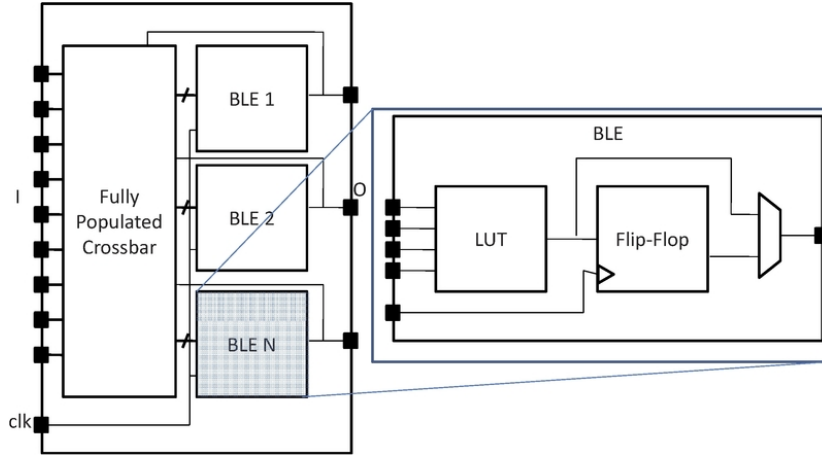 I
Fully
Populated
Crossbar
BLE 1
BLE 2
BLE N
O
clk
BLE
LUT
Flip-Flop